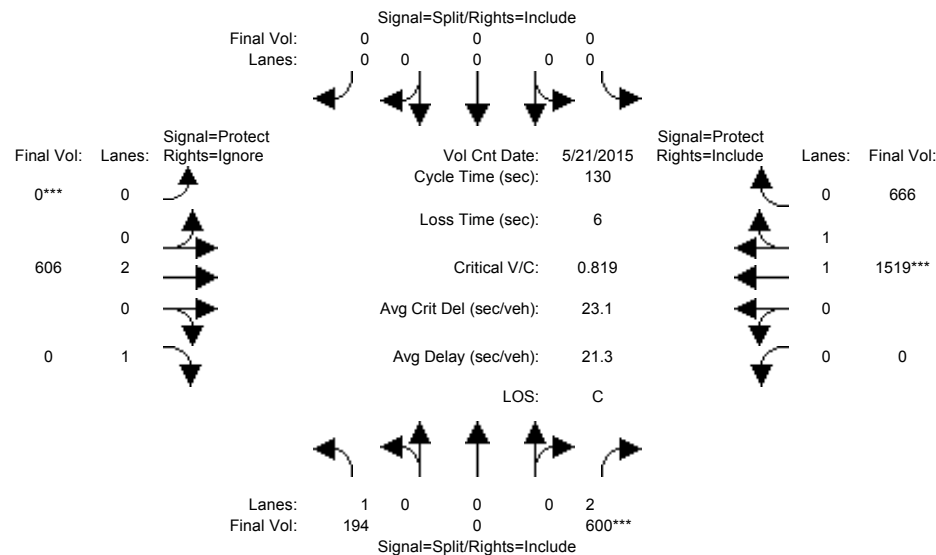 Signal=Split/Rights=Include
Final Vol: 0 0 0
Lanes: 0 0 0 0 0
Signal=Protect
Final Vol: Lanes: Rights=Ignore
Vol Cnt Date: 5/21/2015
Signal=Protect
Rights=Include Lanes: Final Vol:
Cycle Time (sec): 130
0*** 0
0 666
Loss Time (sec): 6
0
1
606 2
Critical V/C: 0.819
1 1519***
0
Avg Crit Del (sec/veh): 23.1
0
0 1
Avg Delay (sec/veh): 21.3
0 0
LOS: C
Lanes: 1 0 0 0 2
Final Vol: 194 0 600***
Signal=Split/Rights=Include